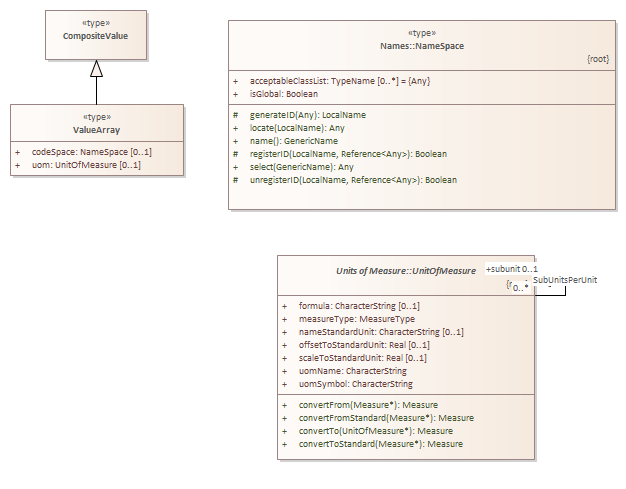 «type»
CompositeValue
«type»
ValueArray
+ codeSpace: NameSpace [0..1]
+ uom: UnitOfMeasure [0..1]
«type»
Names::NameSpace
{root}
+ acceptableClassList: TypeName [0..*] = {Any}
+ isGlobal: Boolean
# generateID(Any): LocalName
+ locate(LocalName): Any
+ name(): GenericName
# registerID(LocalName, Reference<Any>): Boolean
+ select(GenericName): Any
# unregisterID(LocalName, Reference<Any>): Boolean
Units of Measure::UnitOfMeasure
+subunit 0..1
SubUnitsPerUnit
0..*
+ formula: CharacterString [0..1]
+ measureType: MeasureType
+ nameStandardUnit: CharacterString [0..1]
+ offsetToStandardUnit: Real [0..1]
+ scaleToStandardUnit: Real [0..1]
+ uomName: CharacterString
+ uomSymbol: CharacterString
+ convertFrom(Measure*): Measure
+ convertFromStandard(Measure*): Measure
+ convertTo(UnitOfMeasure*): Measure
+ convertToStandard(Measure*): Measure